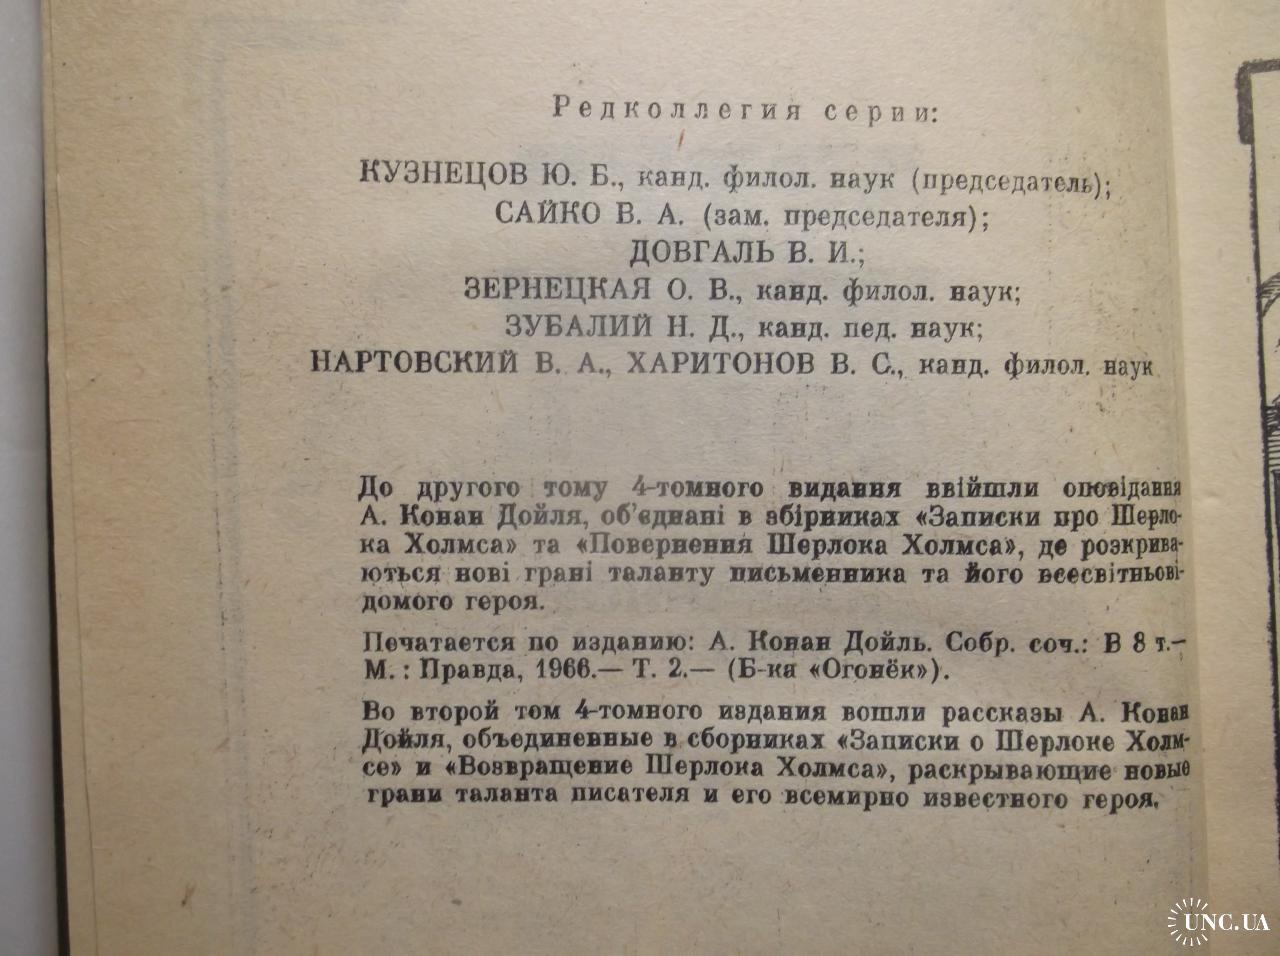 Редколлегия серии:
КУЗНЕЦОВ Ю. Б., канд. филол. наук (председатель);
САЙКО В. А. (зам. председателя);
ДОВГАЛЬ В. И.;
ЗЕРНЕЦКАЯ О. В., канд. филол. наук;
ЗУБАЛИЙ Н. Д., канд. пед. наук;
НАРТОВСКИЙ В. А., ХАРИТОНОВ В. С., канд. филол. наук
До другого тому 4-томного видання ввійшли оповідання
А. Конан Дойля, об'єднані в збірниках «Записки про Шерло-
ка Холмса» та «Повернення Шерлока Холмса», де розкрива-
ються нові грані таланту письменника та його всесвітньові-
домого героя.
Печатается по изданию: А. Конан Дойль. Собр. соч.: В 8 т.—
М. : Правда, 1966.— Т. 2.— (Б-ка «Огонёк»).
Во второй том 4-томного издания вошли рассказы А. Конан
Дойля, объединенные в сборниках «Записки о Шерлоке Холм-
се» и «Возвращение Шерлока Холмса», раскрывающие новые
грани таланта писателя и его всемирно известного героя.
UNC.UA